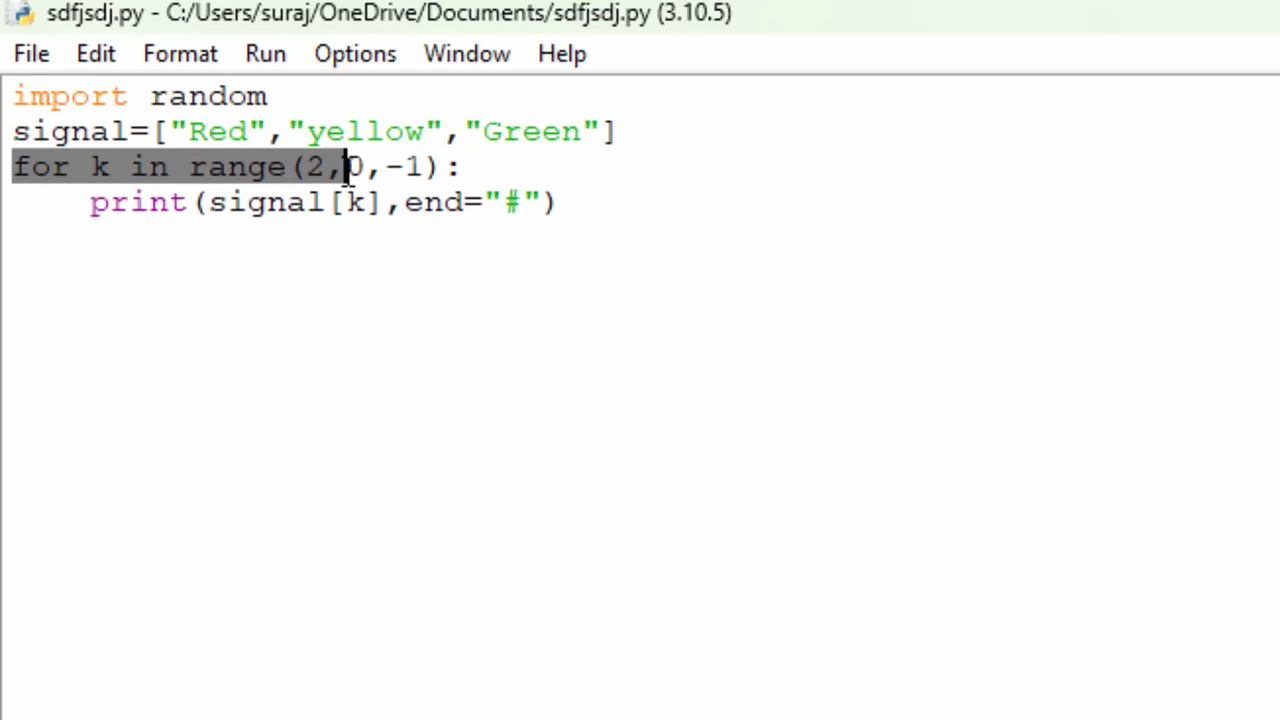 sdfjsdj.py - C:/Users/suraj/OneDrive/Documents/sdfjsdj.py (3.10.5)
File Edit Format Run Options Window Help
import random
signal=["Red","yellow","Green"]
for k in range(2,0,-1):
    print(signal[k],end="#")